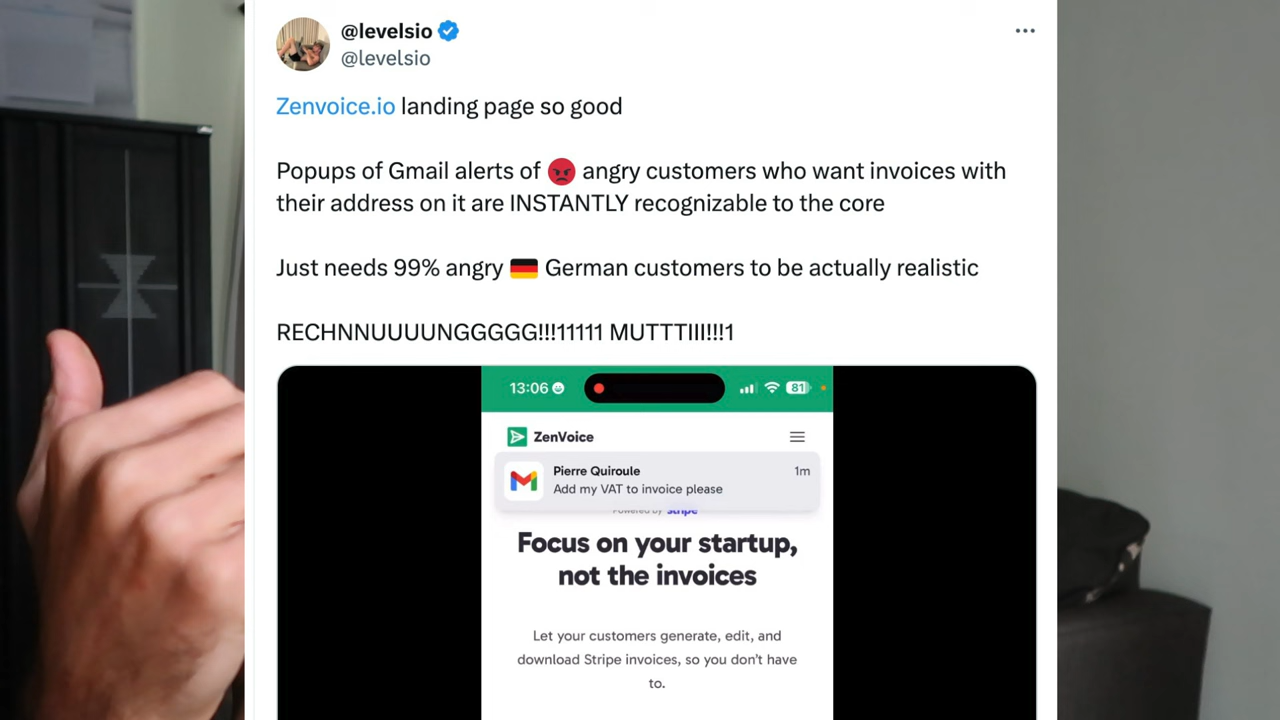 @levelsio
@levelsio
Zenvoice.io landing page so good
Popups of Gmail alerts of 😡 angry customers who want invoices with
their address on it are INSTANTLY recognizable to the core
Just needs 99% angry 🇩🇪 German customers to be actually realistic
RECHNNUUUUNGGGGG!!!11111 MUTTTIII!!!1
13:06
81
ZenVoice
Pierre Quiroule
1m
Add my VAT to invoice please
Powered by stripe
Focus on your startup,
not the invoices
Let your customers generate, edit, and
download Stripe invoices, so you don't have
to.